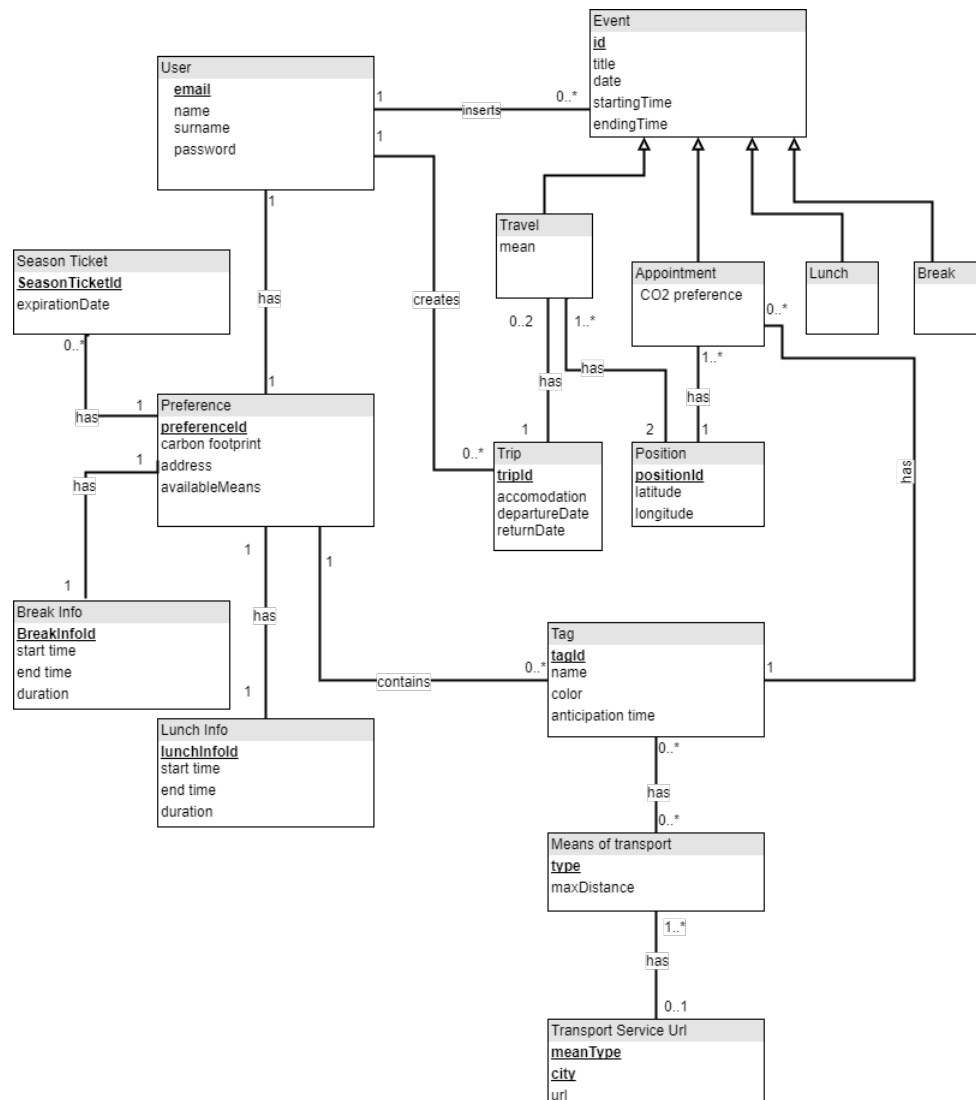 Event
id
title
date
startingTime
endingTime
User
email
name
surname
password
1
0..*
inserts
1
1
Travel
mean
Season Ticket
SeasonTicketId
expirationDate
Appointment
CO2 preference
Lunch
Break
has
creates
0..*
0..2
1..*
0..*
1..*
has
has
has
1
has
1
Preference
preferenceId
carbon footprint
address
availableMeans
1
has
0..*
1
2
1
Trip
tripId
accomodation
departureDate
returnDate
Position
positionId
latitude
longitude
has
1
1
1
has
Break Info
BreakInfoId
start time
end time
duration
Tag
tagId
name
color
anticipation time
0..*
1
contains
1
Lunch Info
lunchInfoId
start time
end time
duration
0..*
has
0..*
Means of transport
type
maxDistance
1..*
has
0..1
Transport Service Url
meanType
city
url